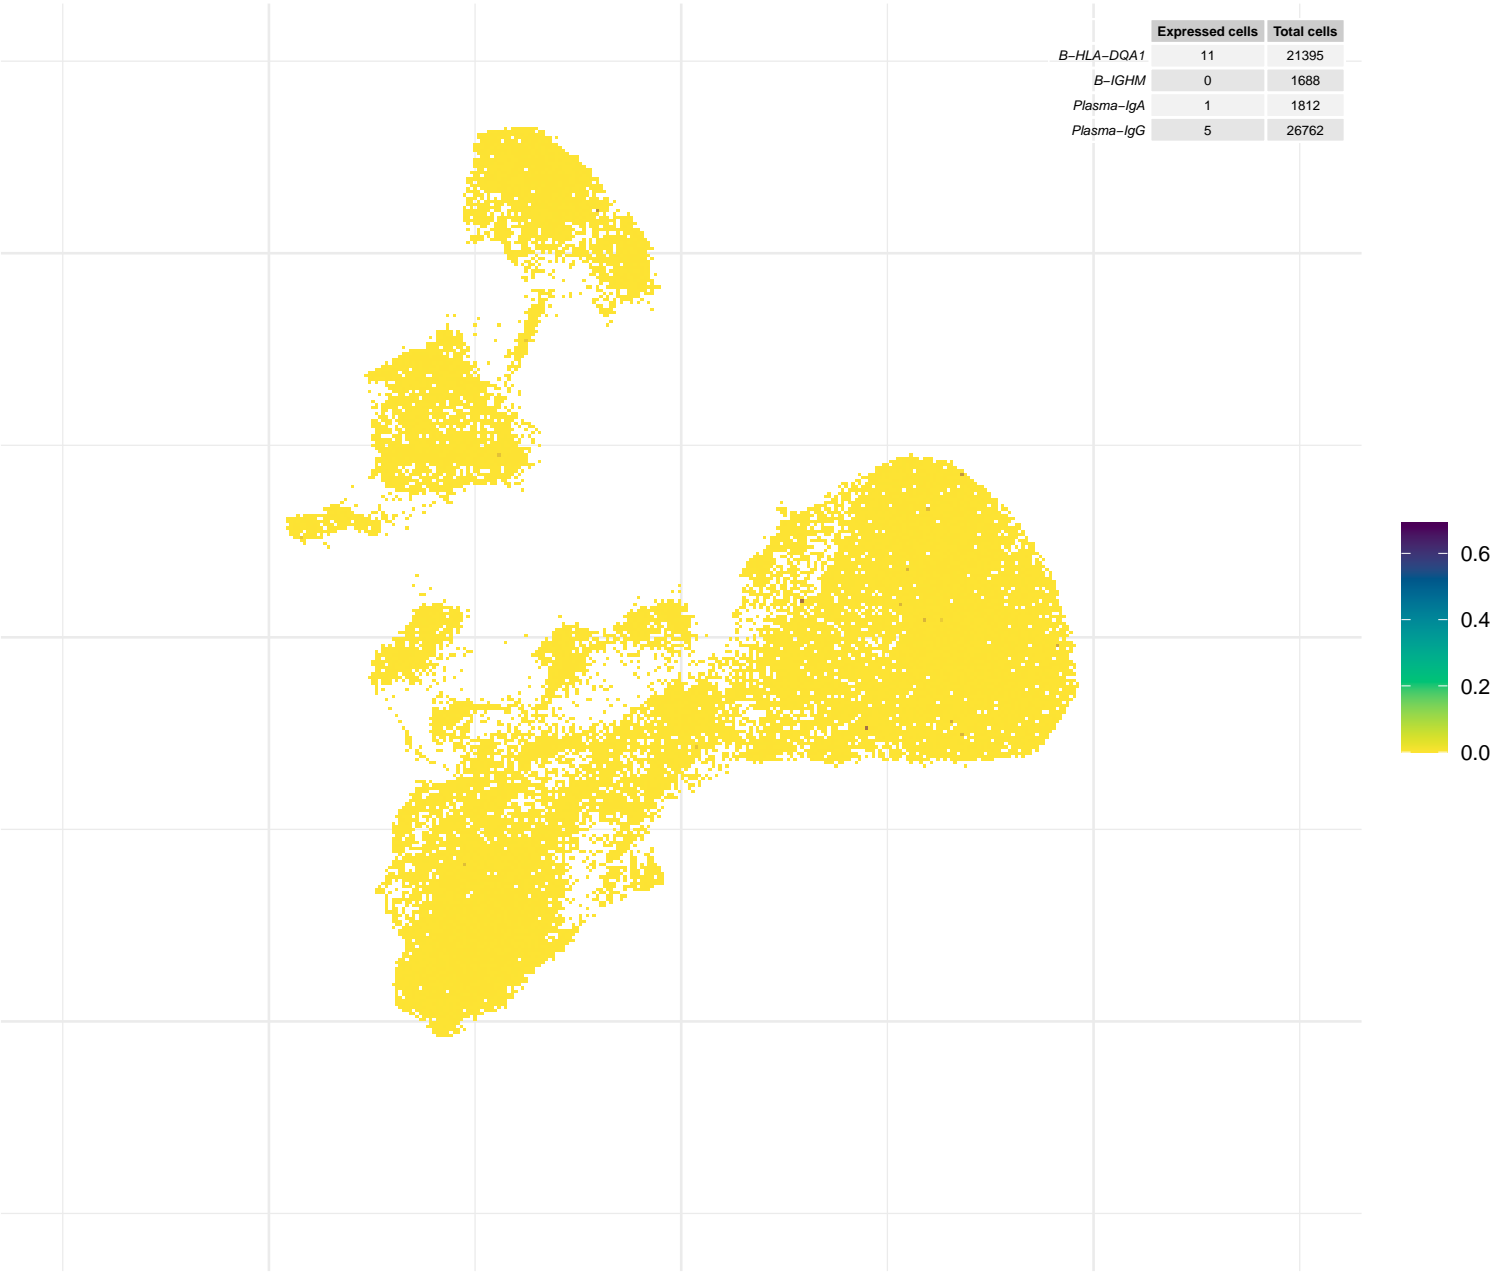 Expressed cells Total cells
B−HLA−DQA1 11 21395
B−IGHM 0 1688
Plasma−IgA 1 1812
Plasma−IgG 5 26762
0.6
0.4
0.2
0.0